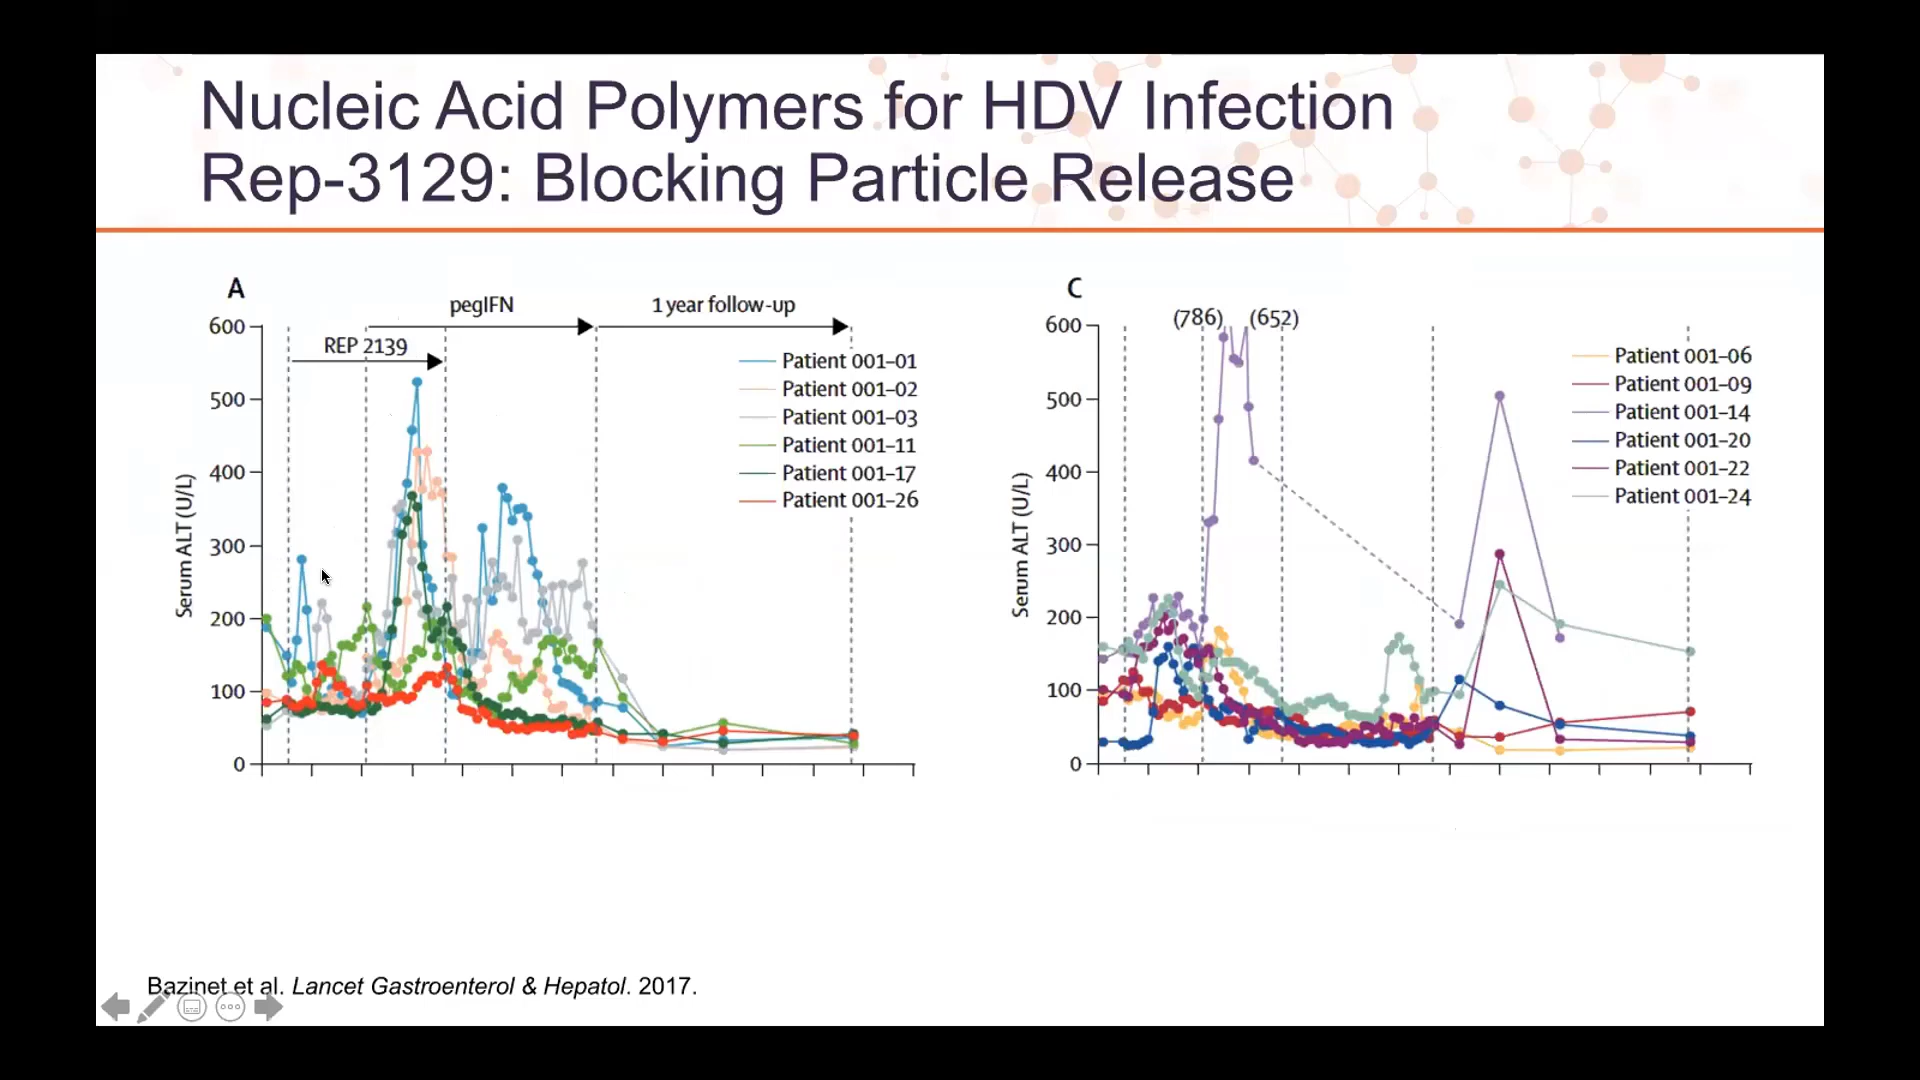 Nucleic Acid Polymers for HDV Infection
Rep-3129: Blocking Particle Release
A
pegIFN
1 year follow-up
REP 2139
600
500
400
300
200
100
0
Serum ALT (U/L)
Patient 001–01
Patient 001–02
Patient 001–03
Patient 001–11
Patient 001–17
Patient 001–26
C
(786)
(652)
600
500
400
300
200
100
0
Serum ALT (U/L)
Patient 001–06
Patient 001–09
Patient 001–14
Patient 001–20
Patient 001–22
Patient 001–24
Bazinet et al. Lancet Gastroenterol & Hepatol. 2017.